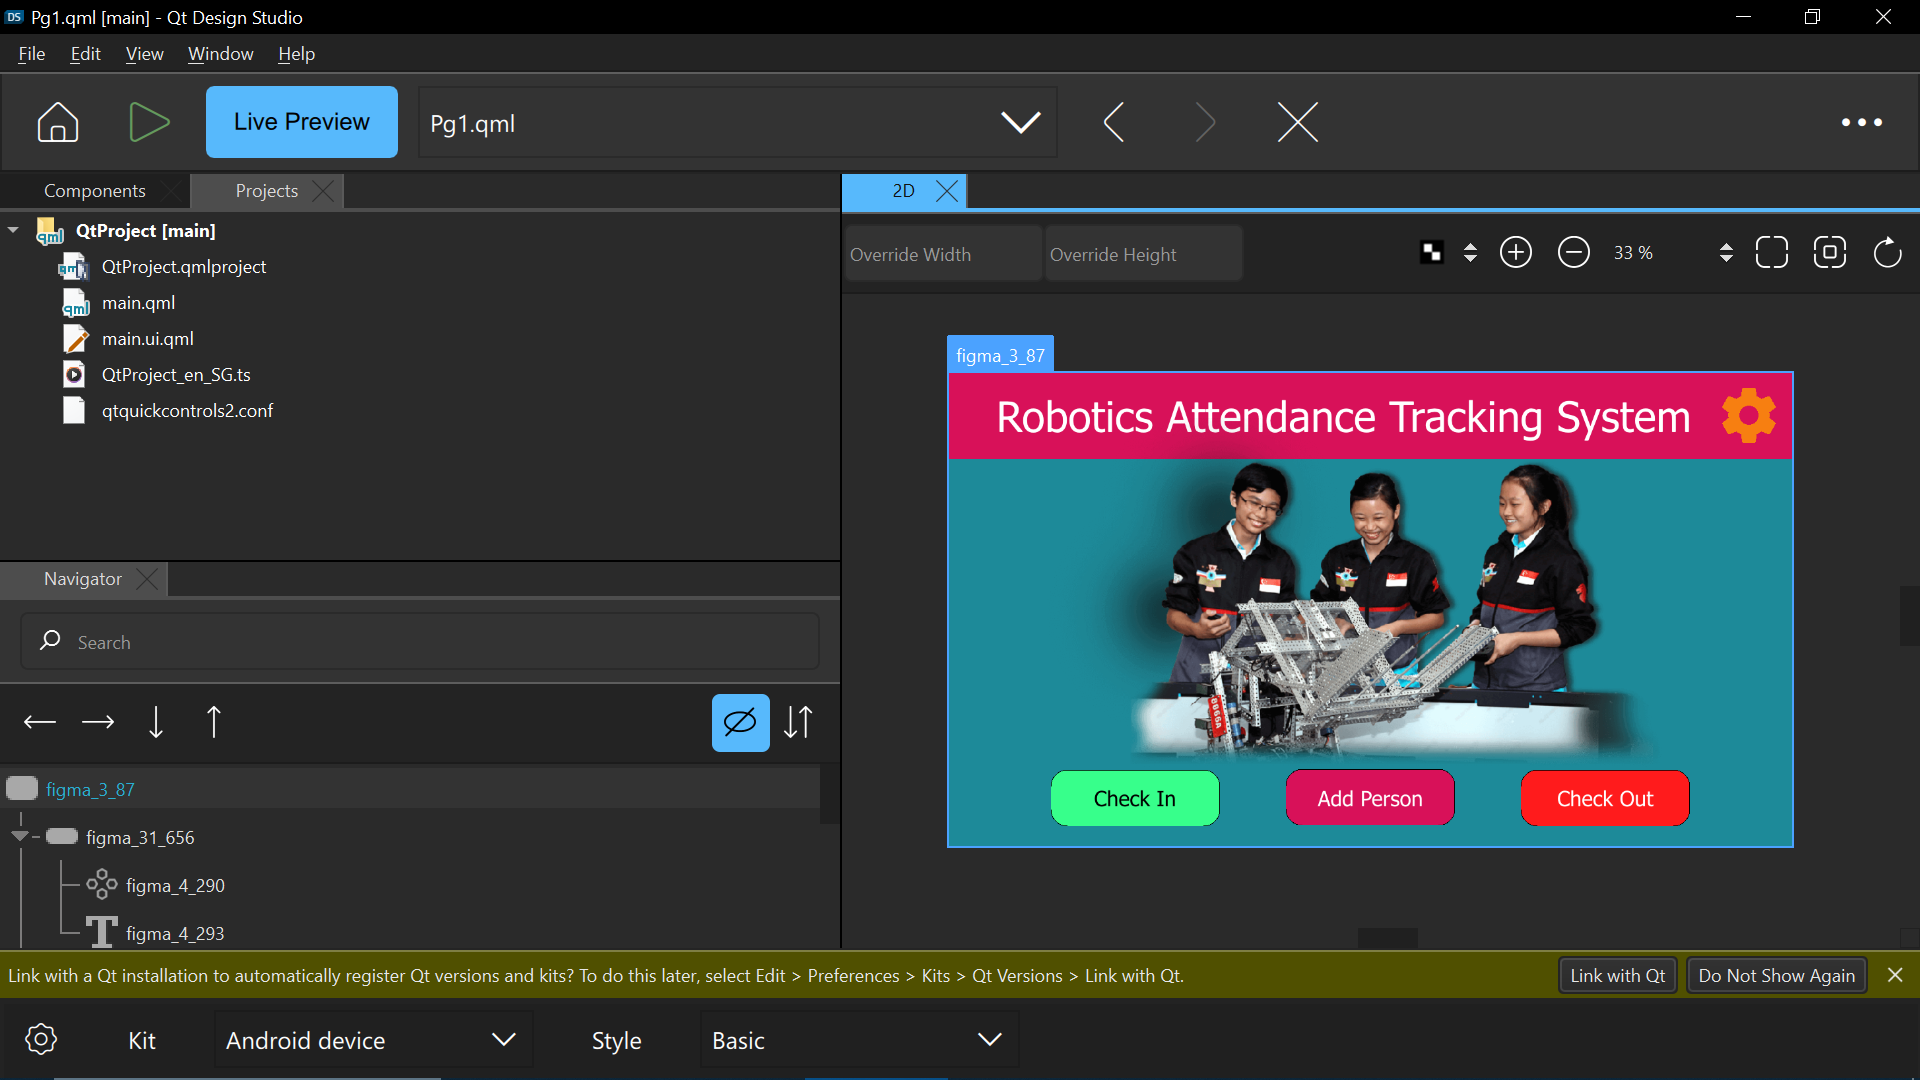 DS Pg1.qml [main] - Qt Design Studio
File Edit View Window Help
Live Preview Pg1.qml
Components Projects
QtProject [main]
QtProject.qmlproject
main.qml
main.ui.qml
QtProject_en_SG.ts
qtquickcontrols2.conf
Navigator
Search
figma_3_87
figma_31_656
figma_4_290
figma_4_293
2D
Override Width Override Height 33 %
figma_3_87
Robotics Attendance Tracking System
8866A
Check In Add Person Check Out
Link with a Qt installation to automatically register Qt versions and kits? To do this later, select Edit > Preferences > Kits > Qt Versions > Link with Qt. Link with Qt Do Not Show Again
Kit Android device Style Basic